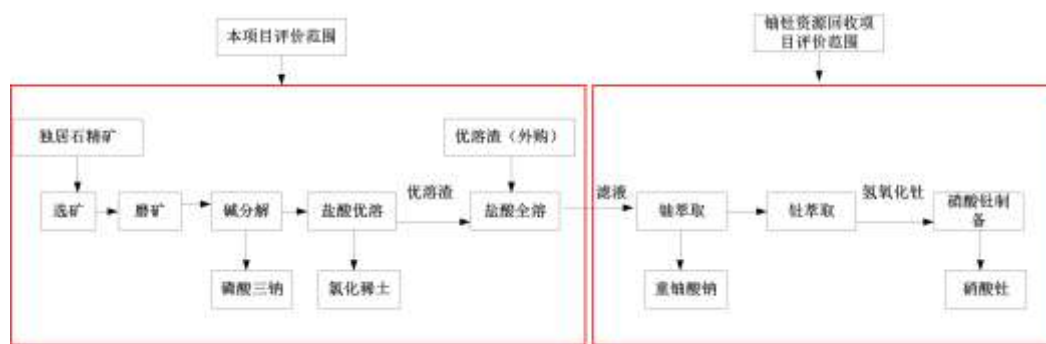 本项目评价范围
铀钍资源回收项
目评价范围
独居石精矿
优溶渣（外购）
选矿
磨矿
碱分解
盐酸优溶
优溶渣
盐酸全溶
滤液
铀萃取
钍萃取
氢氧化钍
硝酸钍制
备
磷酸三钠
氯化稀土
重铀酸钠
硝酸钍